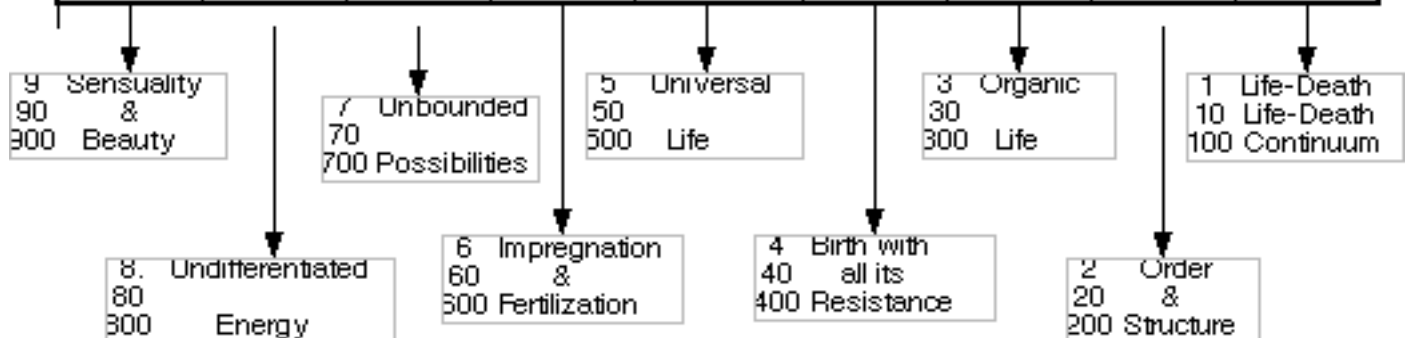 9 Sensuality
90 &
900 Beauty
7 Unbounded
70
700 Possibilities
5 Universal
50
500 Life
3 Organic
30
300 Life
1 Life-Death
10 Life-Death
100 Continuum
8. Undifferentiated
80
800 Energy
6 Impregnation
60 &
600 Fertilization
4 Birth with
40 all its
400 Resistance
2 Order
20 &
200 Structure